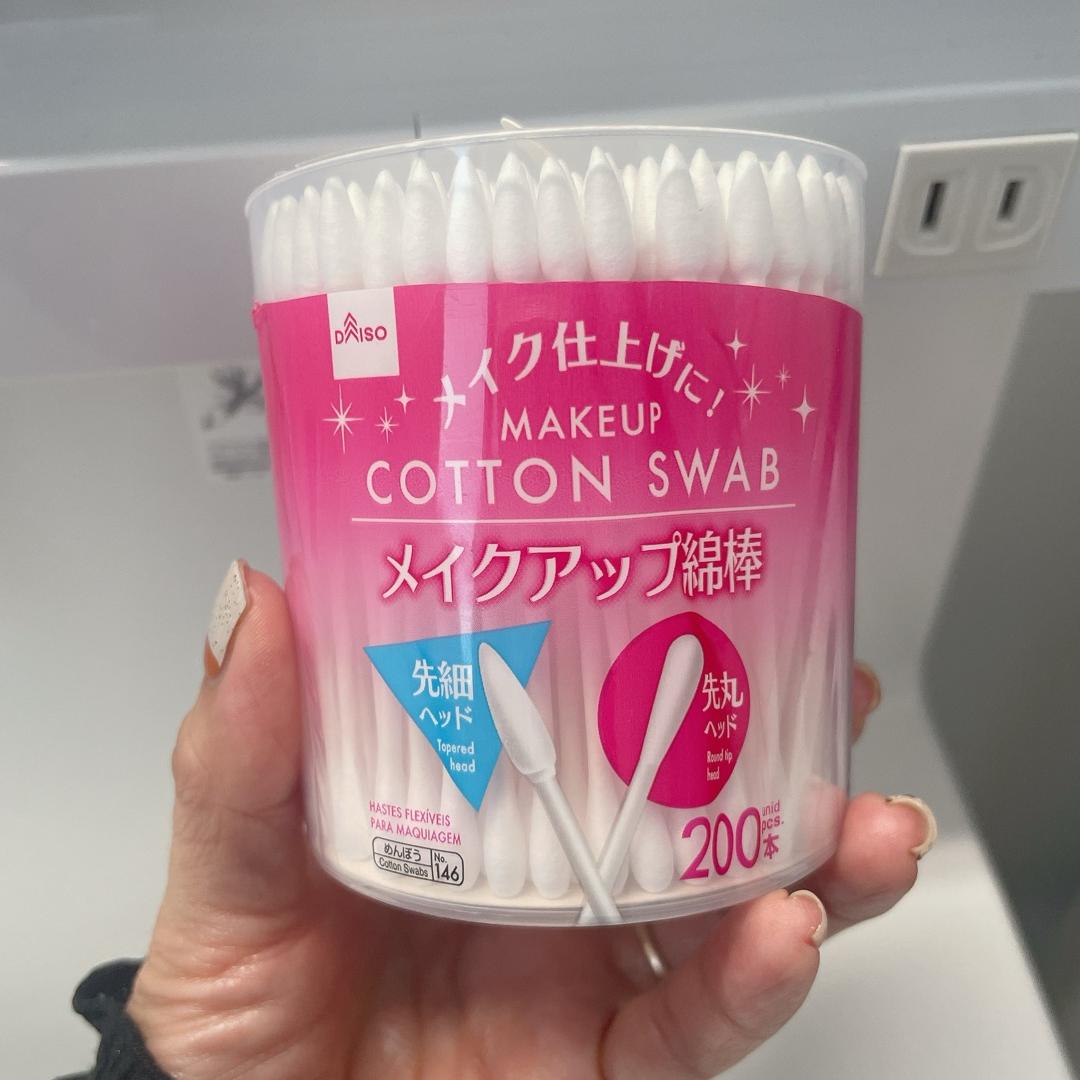 DAISO
メイク仕上げに!
MAKEUP
COTTON SWAB
メイクアップ綿棒
先細
ヘッド
Tapered
head
先丸
ヘッド
Round tip
head
HASTES FLEXÍVEIS
PARA MAQUIAGEM
めんぼう
Cotton Swabs
No.
146
200
unid
pcs.
本